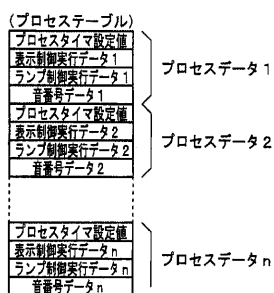 (プロセステーブル)
プロセスタイマ設定値
表示制御実行データ1
ランプ制御実行データ1
音番号データ1
プロセスデータ1
プロセスタイマ設定値
表示制御実行データ2
ランプ制御実行データ2
音番号データ2
プロセスデータ2
プロセスタイマ設定値
表示制御実行データn
ランプ制御実行データn
音番号データn
プロセスデータn